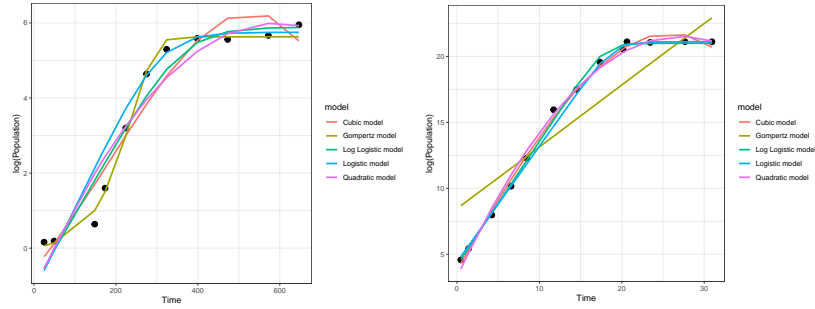 log(Population)
6
4
2
0
0
200
400
600
Time
model
Cubic model
Gompertz model
Log Logistic model
Logistic model
Quadratic model
log(Population)
20
15
10
5
0
10
20
30
Time
model
Cubic model
Gompertz model
Log Logistic model
Logistic model
Quadratic model